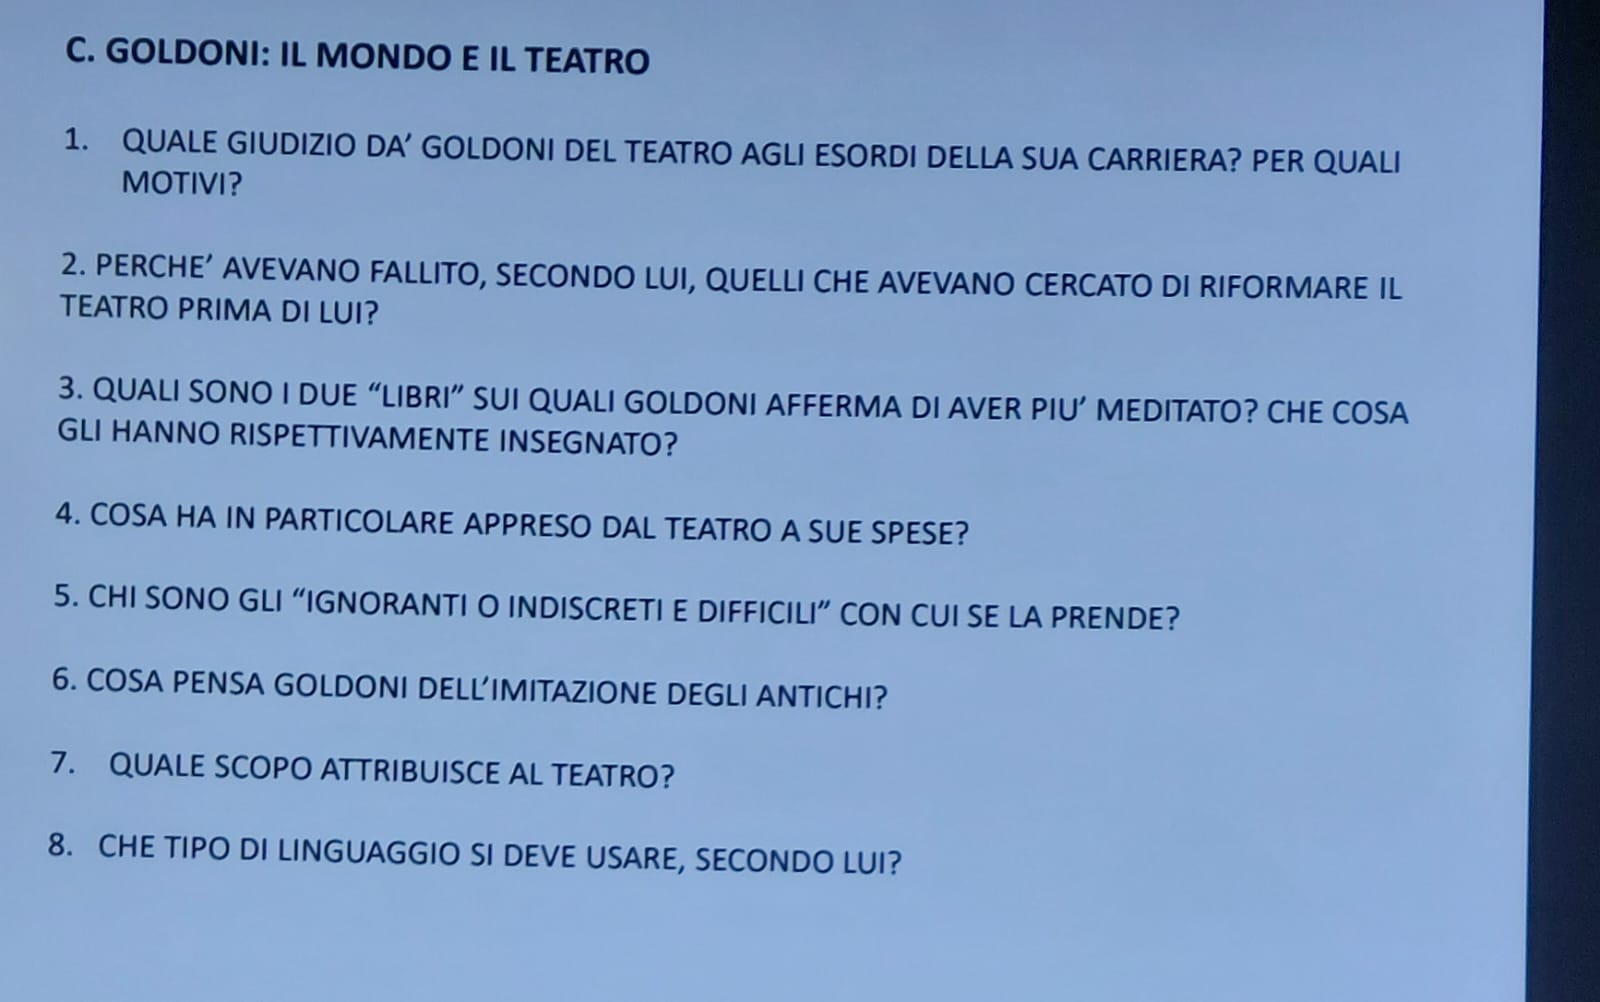 C. GOLDONI: IL MONDO E IL TEATRO
1. QUALE GIUDIZIO DA' GOLDONI DEL TEATRO AGLI ESORDI DELLA SUA CARRIERA? PER QUALI
MOTIVI?
2. PERCHE' AVEVANO FALLITO, SECONDO LUI, QUELLI CHE AVEVANO CERCATO DI RIFORMARE IL
TEATRO PRIMA DI LUI?
3. QUALI SONO I DUE “LIBRI” SUI QUALI GOLDONI AFFERMA DI AVER PIU' MEDITATO? CHE COSA
GLI HANNO RISPETTIVAMENTE INSEGNATO?
4. COSA HA IN PARTICOLARE APPRESO DAL TEATRO A SUE SPESE?
5. CHI SONO GLI “IGNORANTI O INDISCRETI E DIFFICILI” CON CUI SE LA PRENDE?
6. COSA PENSA GOLDONI DELL'IMITAZIONE DEGLI ANTICHI?
7. QUALE SCOPO ATTRIBUISCE AL TEATRO?
8. CHE TIPO DI LINGUAGGIO SI DEVE USARE, SECONDO LUI?